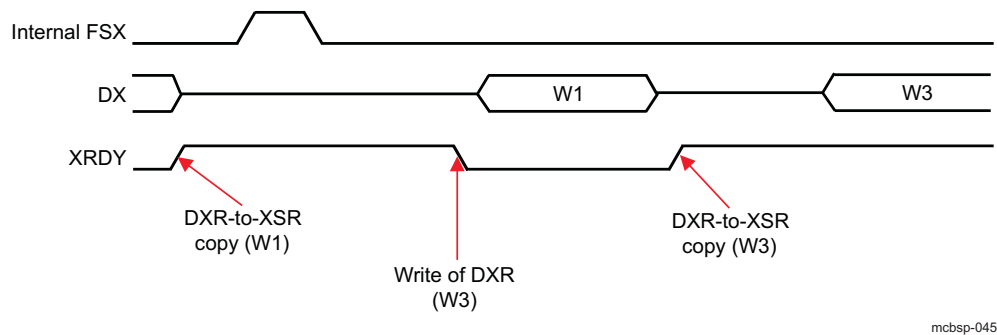 Internal FSX
DX
W1
W3
XRDY
DXR-to-XSR
copy (W1)
Write of DXR
(W3)
DXR-to-XSR
copy (W3)
mcbsp-045